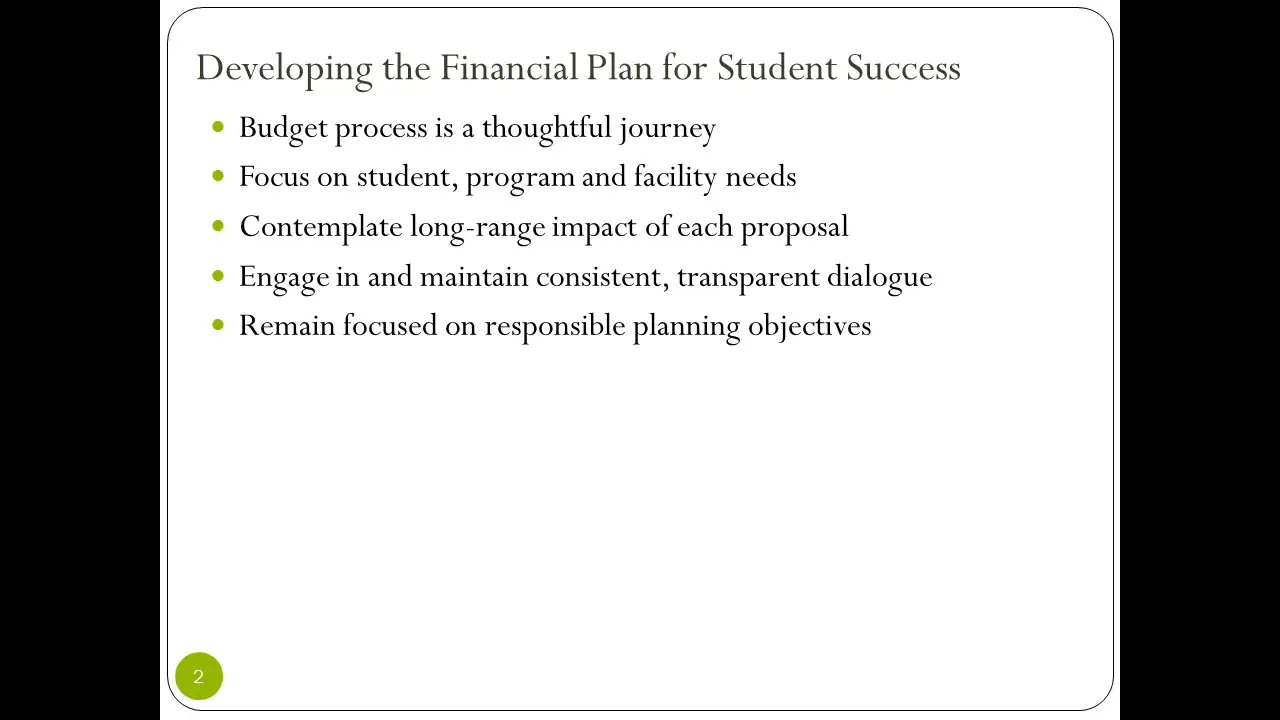 Developing the Financial Plan for Student Success
Budget process is a thoughtful journey
Focus on student, program and facility needs
Contemplate long-range impact of each proposal
Engage in and maintain consistent, transparent dialogue
Remain focused on responsible planning objectives
2